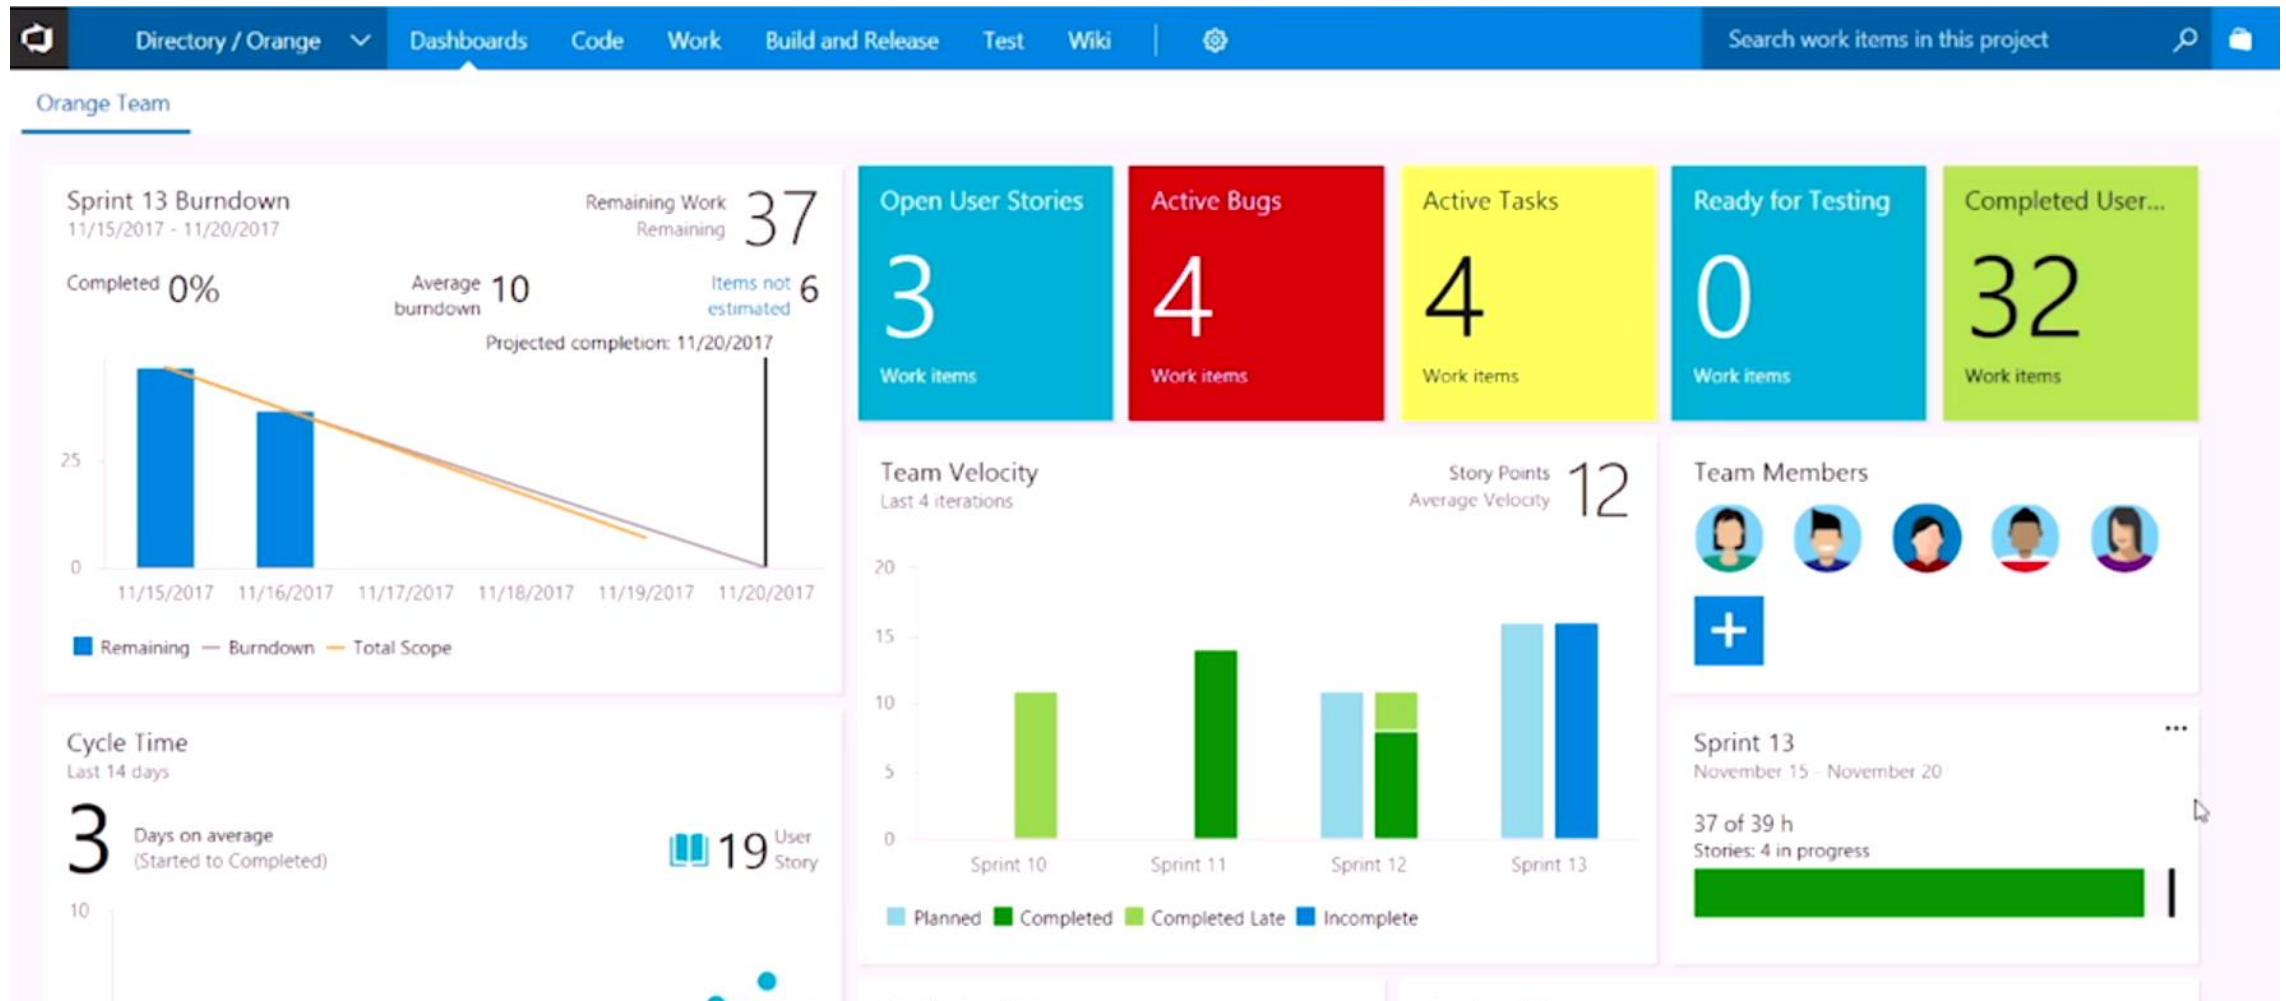 Directory / Orange
Dashboards
Code
Work
Build and Release
Test
Wiki
Search work items in this project
Orange Team
Sprint 13 Burndown
11/15/2017 - 11/20/2017
Remaining Work
Remaining
37
Completed 0%
Average
burndown
10
Items not
estimated
6
Projected completion: 11/20/2017
25
0
11/15/2017 11/16/2017 11/17/2017 11/18/2017 11/19/2017 11/20/2017
Remaining Burndown Total Scope
Open User Stories
3
Work items
Active Bugs
4
Work items
Active Tasks
4
Work items
Ready for Testing
0
Work items
Completed User...
32
Work items
Team Velocity
Last 4 iterations
Story Points
Average Velocity
12
20
15
10
5
0
Sprint 10 Sprint 11 Sprint 12 Sprint 13
Planned Completed Completed Late Incomplete
Team Members
+
Cycle Time
Last 14 days
3
Days on average
(Started to Completed)
19
User
Story
10
Sprint 13
...
November 15 - November 20
37 of 39 h
Stories: 4 in progress